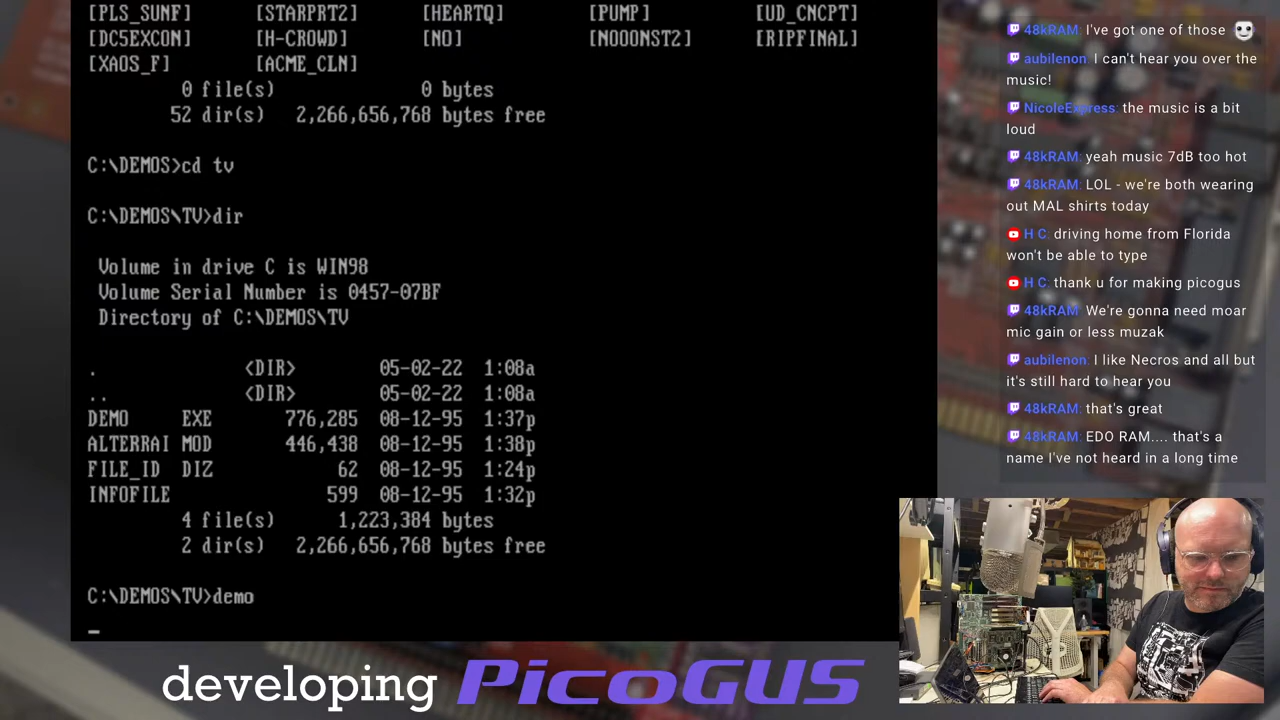 [PLS_SUNF] [STARPRT2] [HEARTQ] [PUMP] [UD_CNCPT]
[DC5EXCON] [H-CROWD] [NO] [NOOONST2] [RIPFINAL]
[XAOS_F] [ACME_CLN]
0 file(s) 0 bytes
52 dir(s) 2,266,656,768 bytes free
C:\DEMOS>cd tv
C:\DEMOS\TV>dir
Volume in drive C is WIN98
Volume Serial Number is 0457-07BF
Directory of C:\DEMOS\TV
. <DIR> 05-02-22 1:08a
.. <DIR> 05-02-22 1:08a
DEMO EXE 776,285 08-12-95 1:37p
ALTERRAI MOD 446,438 08-12-95 1:38p
FILE_ID DIZ 62 08-12-95 1:24p
INFOFILE 599 08-12-95 1:32p
4 file(s) 1,223,384 bytes
2 dir(s) 2,266,656,768 bytes free
C:\DEMOS\TV>demo
_
48kRAM: I've got one of those
aubilenon: I can't hear you over the
music!
NicoleExpress: the music is a bit
loud
48kRAM: yeah music 7dB too hot
48kRAM: LOL - we're both wearing
out MAL shirts today
H C: driving home from Florida
won't be able to type
H C: thank u for making picogus
48kRAM: We're gonna need moar
mic gain or less muzak
aubilenon: I like Necros and all but
it's still hard to hear you
48kRAM: that's great
48kRAM: EDO RAM.... that's a
name I've not heard in a long time
developing PicoGUS